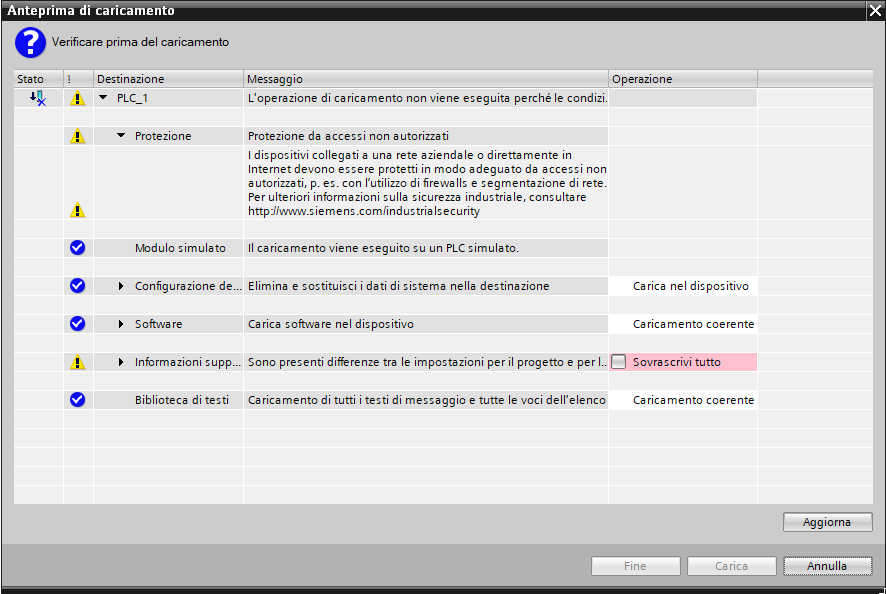 Anteprima di caricamento
Verificare prima del caricamento
Stato ! Destinazione Messaggio Operazione
PLC_1 L'operazione di caricamento non viene eseguita perché le condizi.
Protezione Protezione da accessi non autorizzati
I dispositivi collegati a una rete aziendale o direttamente in
Internet devono essere protetti in modo adeguato da accessi non
autorizzati, p. es. con l'utilizzo di firewalls e segmentazione di rete.
Per ulteriori informazioni sulla sicurezza industriale, consultare
http://www.siemens.com/industrialsecurity
Modulo simulato Il caricamento viene eseguito su un PLC simulato.
Configurazione de... Elimina e sostituisci i dati di sistema nella destinazione Carica nel dispositivo
Software Carica software nel dispositivo Caricamento coerente
Informazioni supp... Sono presenti differenze tra le impostazioni per il progetto e per l.. Sovrascrivi tutto
Biblioteca di testi Caricamento di tutti i testi di messaggio e tutte le voci dell'elenco Caricamento coerente
Aggiorna
Fine Carica Annulla